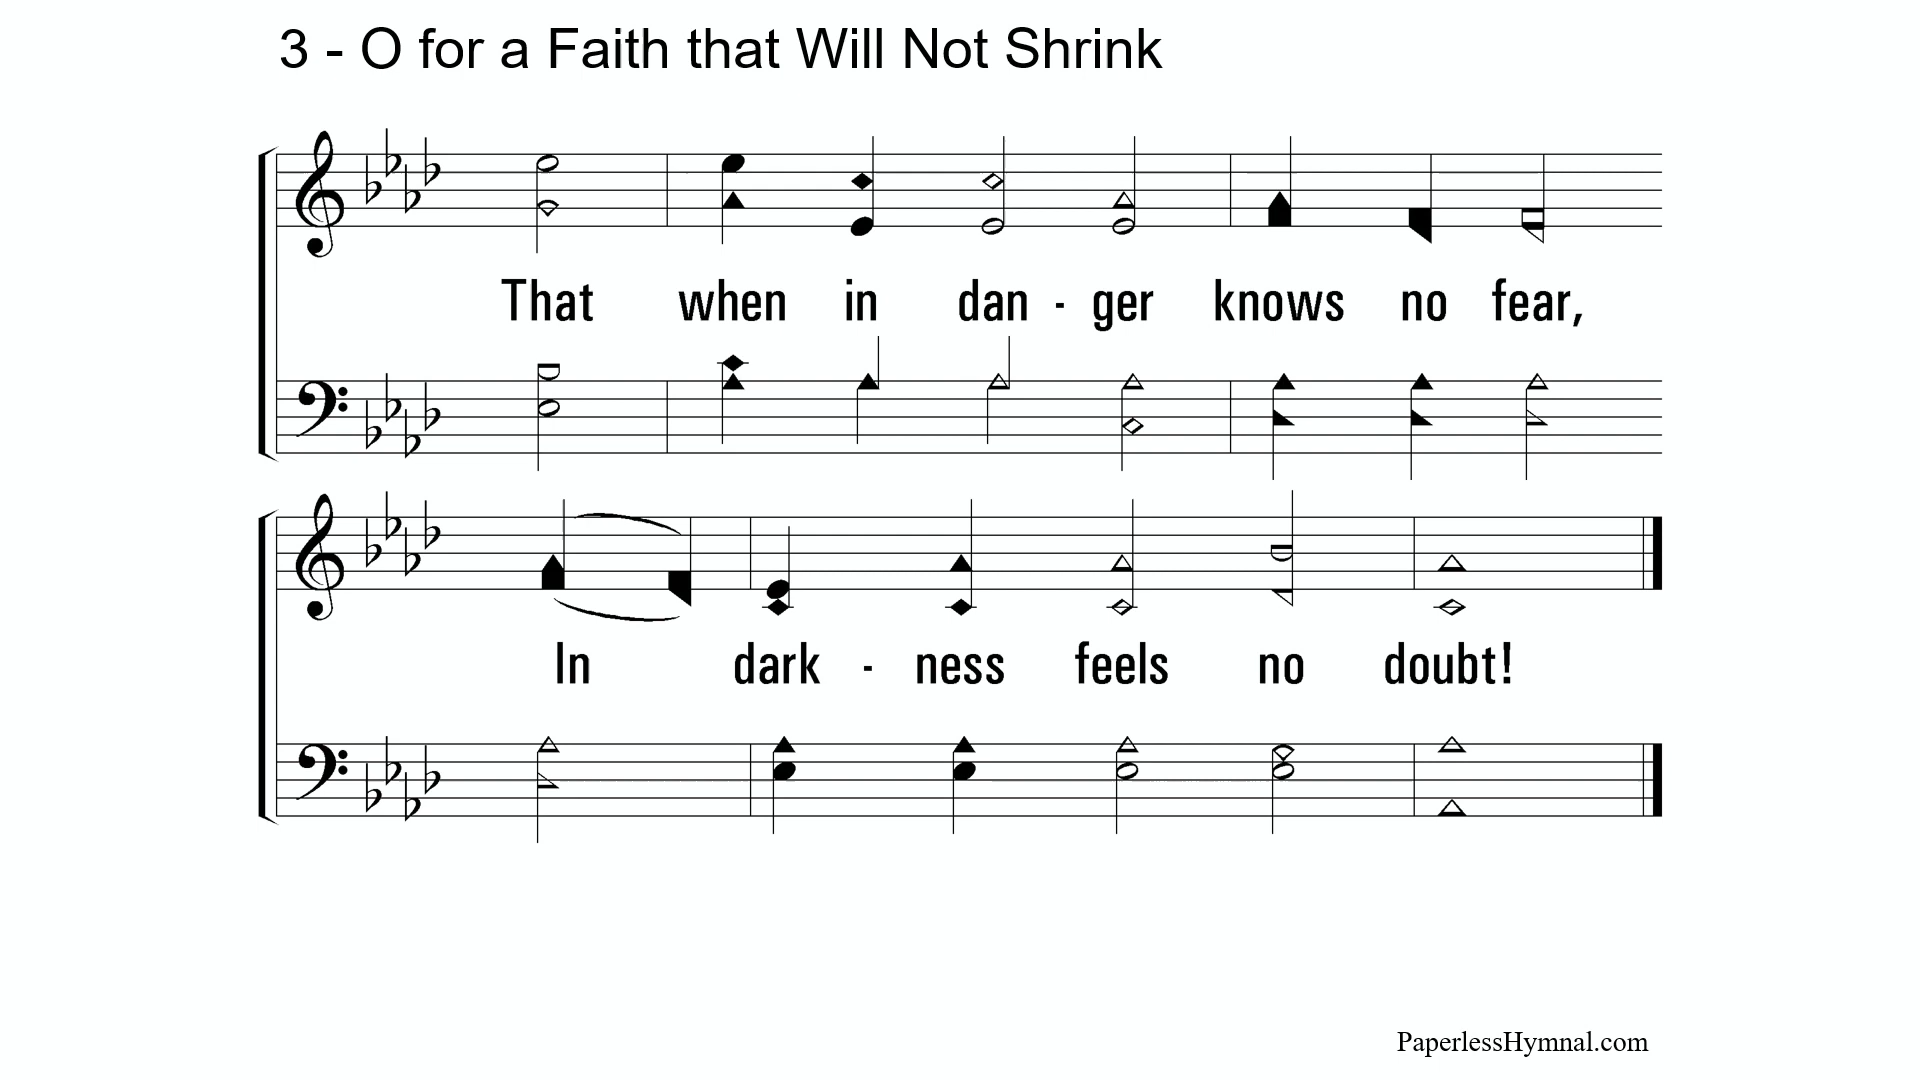 3 - O for a Faith that Will Not Shrink
That when in dan - ger knows no fear,
In dark - ness feels no doubt!
PaperlessHymnal.com